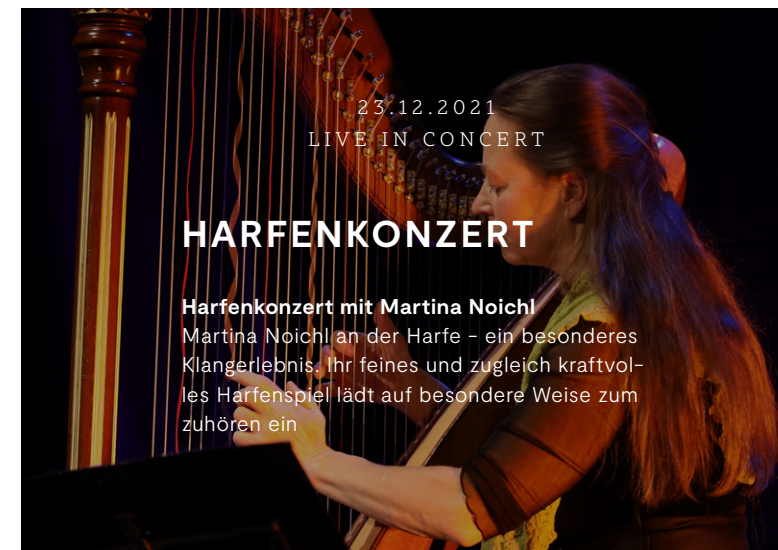 23.12.2021
LIVE IN CONCERT
HARFENKONZERT
Harfenkonzert mit Martina Noichl
Martina Noichl an der Harfe - ein besonderes
Klangerlebnis. Ihr feines und zugleich kraftvol-
les Harfenspiel lädt auf besondere Weise zum
zuhören ein